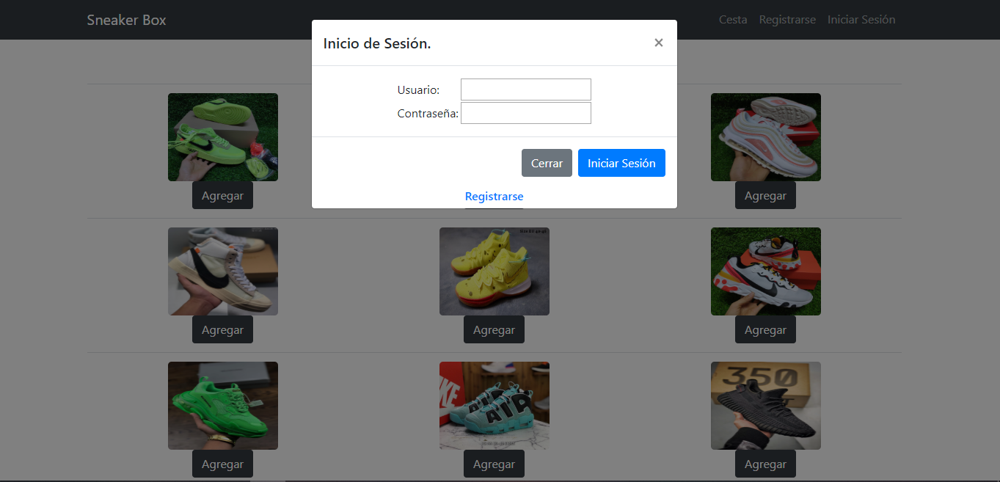 Sneaker Box
Cesta Registrarse Iniciar Sesión
Inicio de Sesión.
×
Usuario:
Contraseña:
Cerrar Iniciar Sesión
Registrarse
Agregar
Agregar
Agregar
Agregar
Agregar
350
AIR
Agregar
Agregar
Agregar